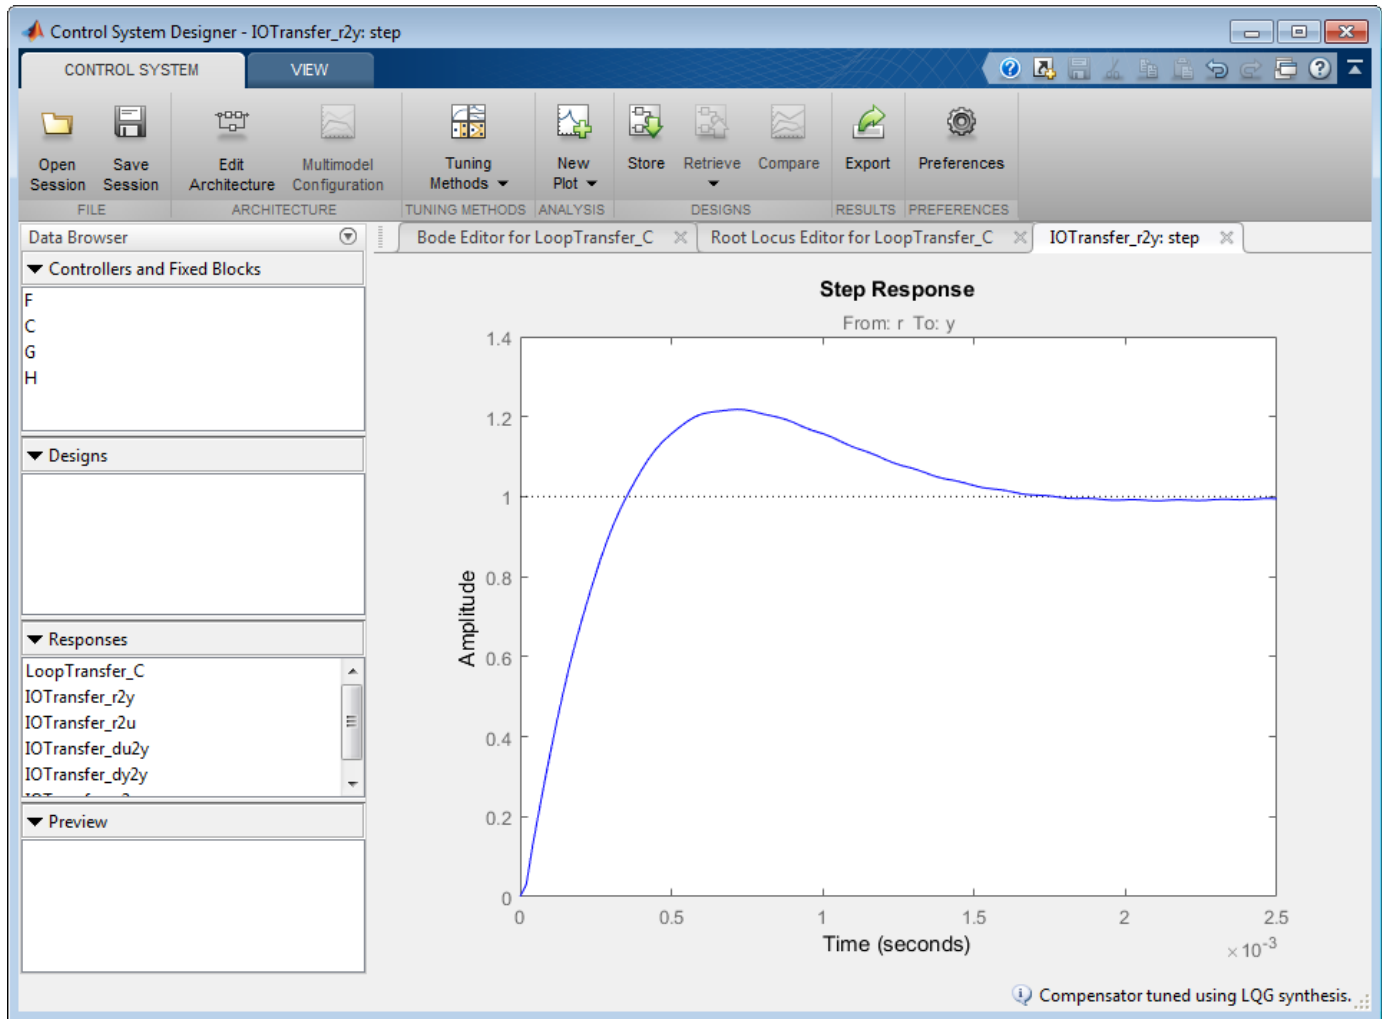 Control System Designer - IOTransfer_r2y: step
CONTROL SYSTEM
VIEW
Open Session
Save Session
Edit Architecture
Multimodel Configuration
Tuning Methods
New Plot
Store
Retrieve
Compare
Export
Preferences
FILE
ARCHITECTURE
TUNING METHODS
ANALYSIS
DESIGNS
RESULTS
PREFERENCES
Data Browser
Bode Editor for LoopTransfer_C
Root Locus Editor for LoopTransfer_C
IOTransfer_r2y: step
Controllers and Fixed Blocks
F
C
G
H
Designs
Responses
LoopTransfer_C
IOTransfer_r2y
IOTransfer_r2u
IOTransfer_du2y
IOTransfer_dy2y
Preview
Step Response
From: r To: y
Amplitude
1.4
1.2
1
0.8
0.6
0.4
0.2
0
0 0.5 1 1.5 2 2.5
Time (seconds)
×10-3
Compensator tuned using LQG synthesis.